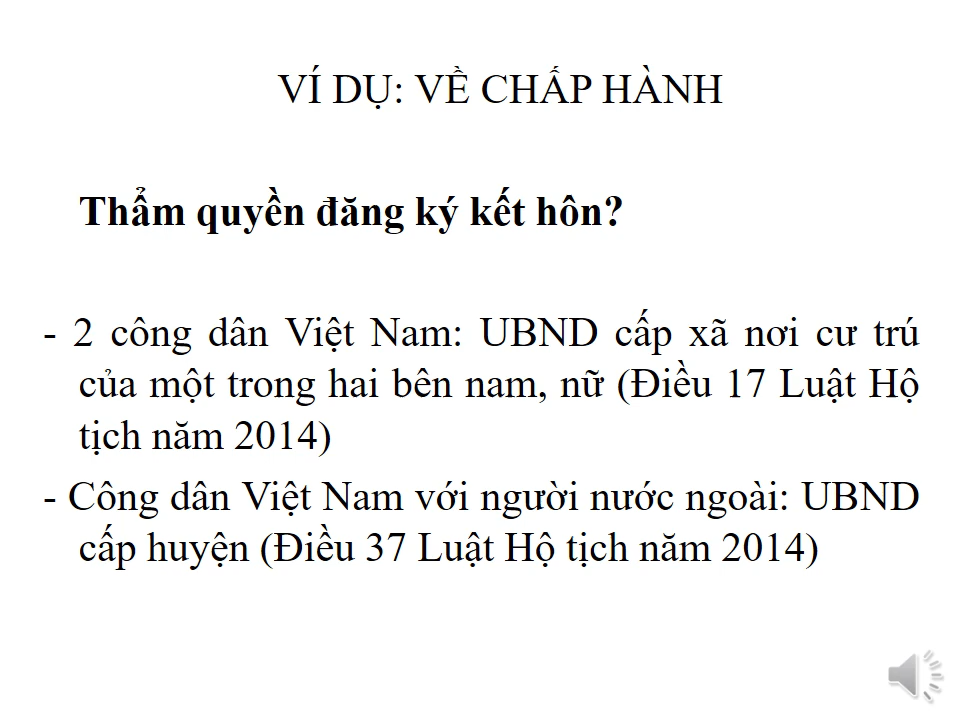 VÍ DỤ: VỀ CHẤP HÀNH
Thẩm quyền đăng ký kết hôn?
- 2 công dân Việt Nam: UBND cấp xã nơi cư trú
của một trong hai bên nam, nữ (Điều 17 Luật Hộ
tịch năm 2014)
- Công dân Việt Nam với người nước ngoài: UBND
cấp huyện (Điều 37 Luật Hộ tịch năm 2014)